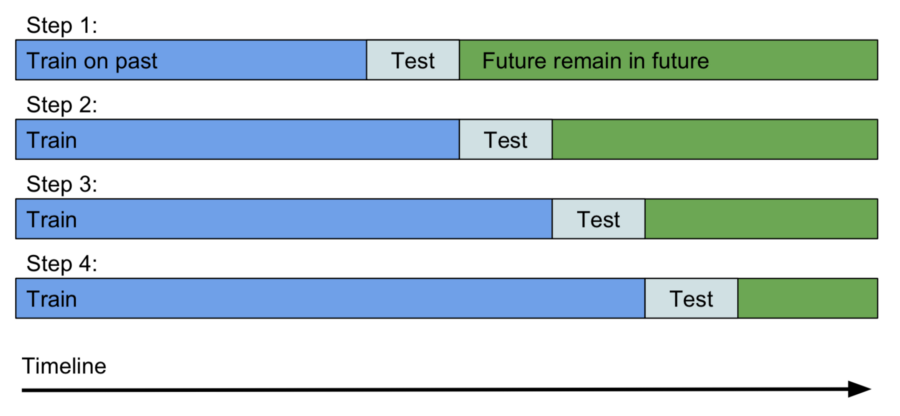 Step 1:
Train on past Test Future remain in future
Step 2:
Train Test
Step 3:
Train Test
Step 4:
Train Test
Timeline